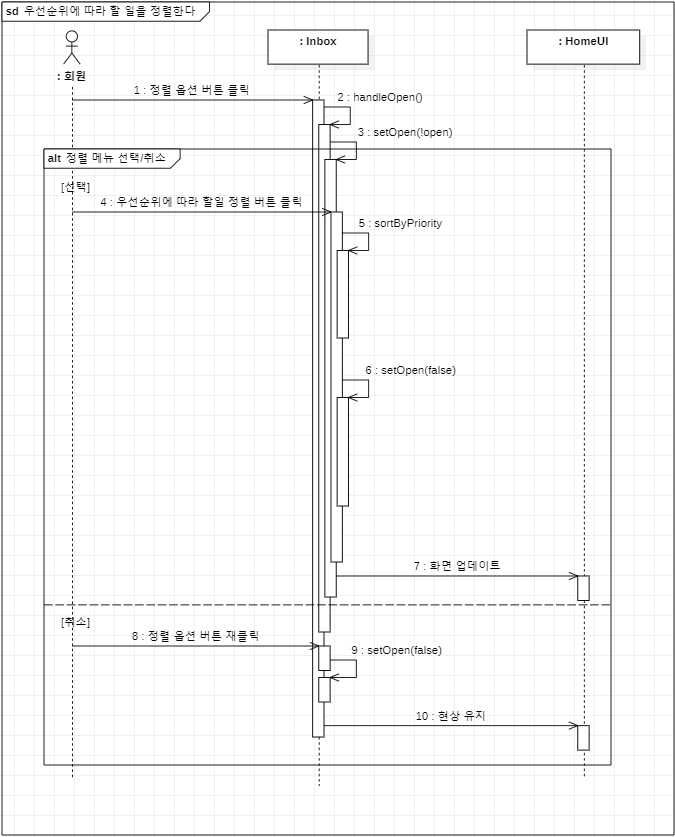 sd 우선순위에 따라 할 일을 정렬한다
: Inbox
: HomeUI
: 회원
1 : 정렬 옵션 버튼 클릭
2 : handleOpen()
3 : setOpen(!open)
alt 정렬 메뉴 선택/취소
[선택]
4 : 우선순위에 따라 할일 정렬 버튼 클릭
5 : sortByPriority
6 : setOpen(false)
7 : 화면 업데이트
[취소]
8 : 정렬 옵션 버튼 재클릭
9 : setOpen(false)
10 : 현상 유지